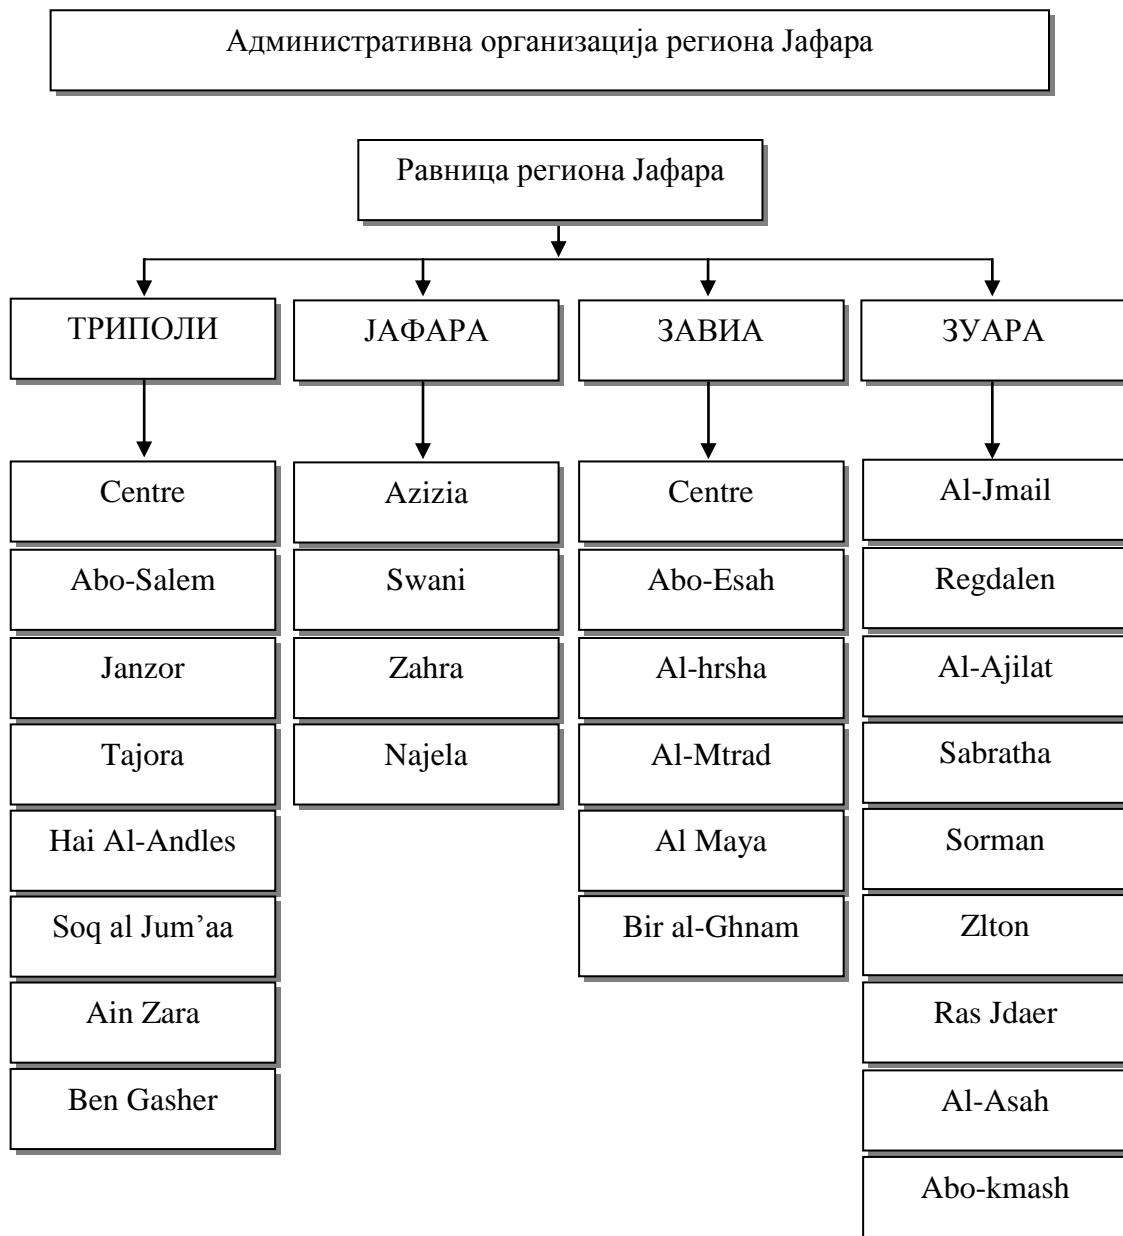 Административна организација региона Јафара
Равница региона Јафара
ТРИПОЛИ
ЈАФАРА
ЗАВИА
ЗУАРА
Centre
Abo-Salem
Janzor
Tajora
Hai Al-Andles
Soq al Jum’aa
Ain Zara
Ben Gasher
Azizia
Swani
Zahra
Najela
Centre
Abo-Esah
Al-hrsha
Al-Mtrad
Al Maya
Bir al-Ghnam
Al-Jmail
Regdalen
Al-Ajilat
Sabratha
Sorman
Zlton
Ras Jdaer
Al-Asah
Abo-kmash